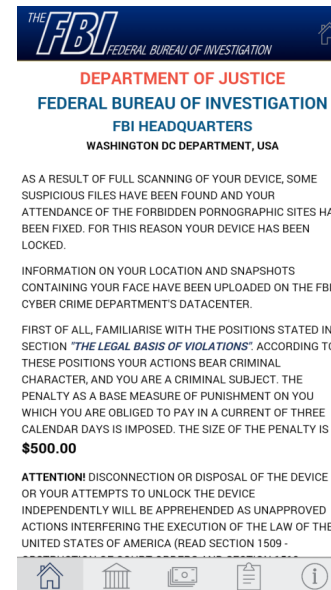 THE
FBI FEDERAL BUREAU OF INVESTIGATION
DEPARTMENT OF JUSTICE
FEDERAL BUREAU OF INVESTIGATION
FBI HEADQUARTERS
WASHINGTON DC DEPARTMENT, USA
AS A RESULT OF FULL SCANNING OF YOUR DEVICE, SOME
SUSPICIOUS FILES HAVE BEEN FOUND AND YOUR
ATTENDANCE OF THE FORBIDDEN PORNOGRAPHIC SITES HA
BEEN FIXED. FOR THIS REASON YOUR DEVICE HAS BEEN
LOCKED.
INFORMATION ON YOUR LOCATION AND SNAPSHOTS
CONTAINING YOUR FACE HAVE BEEN UPLOADED ON THE FBI
CYBER CRIME DEPARTMENT'S DATACENTER.
FIRST OF ALL, FAMILIARISE WITH THE POSITIONS STATED IN
SECTION "THE LEGAL BASIS OF VIOLATIONS". ACCORDING TO
THESE POSITIONS YOUR ACTIONS BEAR CRIMINAL
CHARACTER, AND YOU ARE A CRIMINAL SUBJECT. THE
PENALTY AS A BASE MEASURE OF PUNISHMENT ON YOU
WHICH YOU ARE OBLIGED TO PAY IN A CURRENT OF THREE
CALENDAR DAYS IS IMPOSED. THE SIZE OF THE PENALTY IS
$500.00
ATTENTION! DISCONNECTION OR DISPOSAL OF THE DEVICE
OR YOUR ATTEMPTS TO UNLOCK THE DEVICE
INDEPENDENTLY WILL BE APPREHENDED AS UNAPPROVED
ACTIONS INTERFERING THE EXECUTION OF THE LAW OF THE
UNITED STATES OF AMERICA (READ SECTION 1509 -